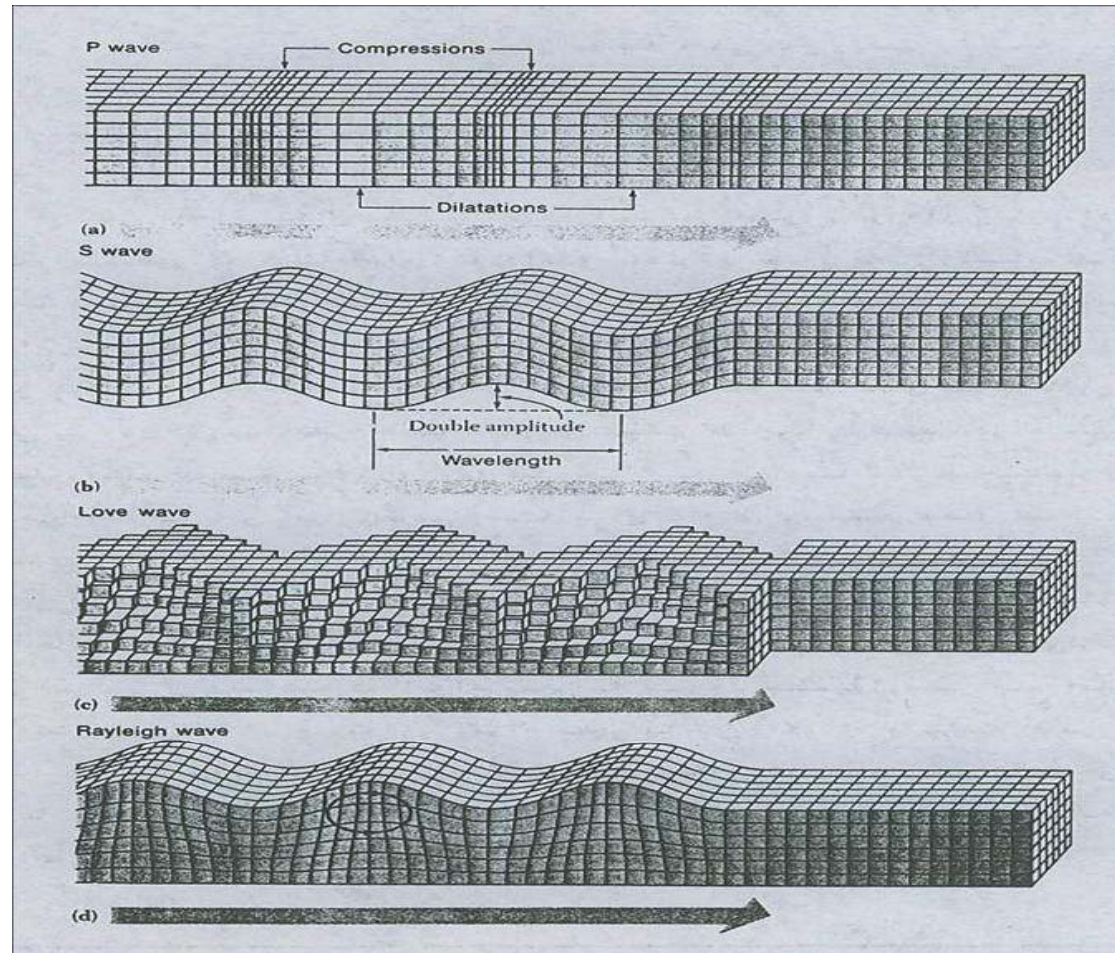 P wave
Compressions
Dilatations
(a)
S wave
Double amplitude
Wavelength
(b)
Love wave
(c)
Rayleigh wave
(d)